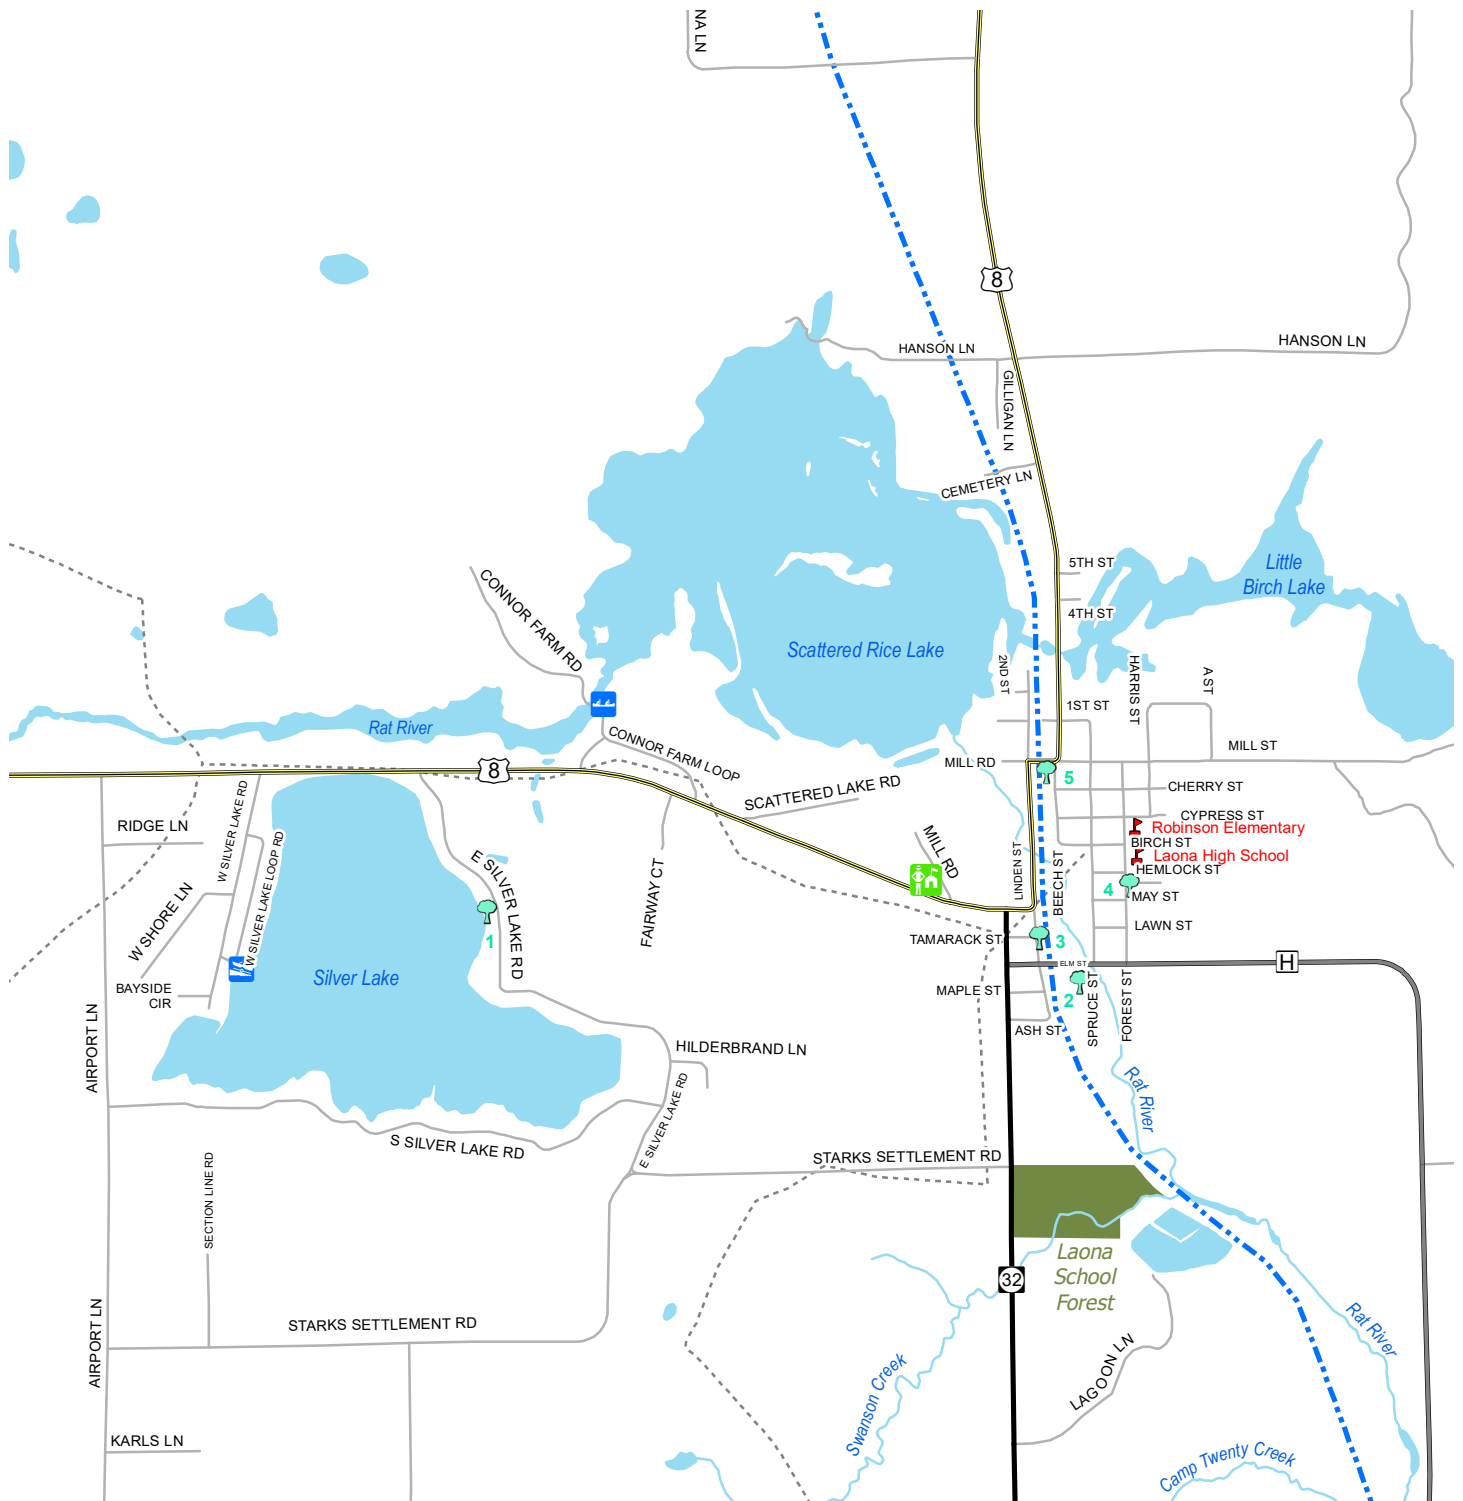 NA LN
8
HANSON LN
HANSON LN
GILLIGAN LN
CEMETERY LN
5TH ST
4TH ST
Little
Birch Lake
CONNOR FARM RD
Scattered Rice Lake
2ND ST
HARRIS ST
A ST
1ST ST
Rat River
CONNOR FARM LOOP
MILL ST
8
MILL RD
5
SCATTERED LAKE RD
CHERRY ST
CYPRESS ST
RIDGE LN
W SILVER LAKE RD
W SILVER LAKE LOOP RD
Robinson Elementary
BIRCH ST
Laona High School
HEMLOCK ST
MILL RD
LINDEN ST
BEECH ST
4
MAY ST
E SILVER LAKE RD
FAIRWAY CT
W SHORE LN
LAWN ST
1
TAMARACK ST
3
ELM ST
H
Silver Lake
BAYSIDE
CIR
MAPLE ST
2
SPRUCE ST
FOREST ST
ASH ST
AIRPORT LN
HILDERBRAND LN
E SILVER LAKE RD
Rat River
S SILVER LAKE RD
STARKS SETTLEMENT RD
SECTION LINE RD
Laona
School
Forest
32
STARKS SETTLEMENT RD
AIRPORT LN
Rat River
Swanson Creek
LAGOON LN
KARLS LN
Camp Twenty Creek